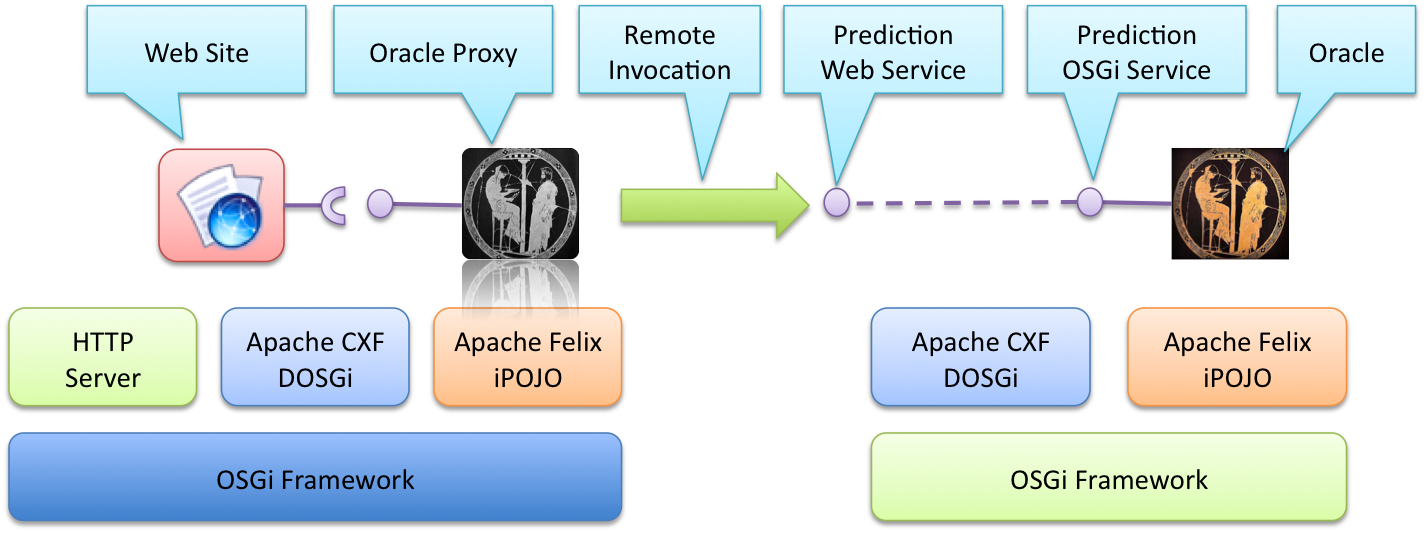 Web Site
Oracle Proxy
Remote
Invocation
Prediction
Web Service
Prediction
OSGi Service
Oracle
HTTP
Server
Apache CXF
DOSGi
Apache Felix
iPOJO
Apache CXF
DOSGi
Apache Felix
iPOJO
OSGi Framework
OSGi Framework